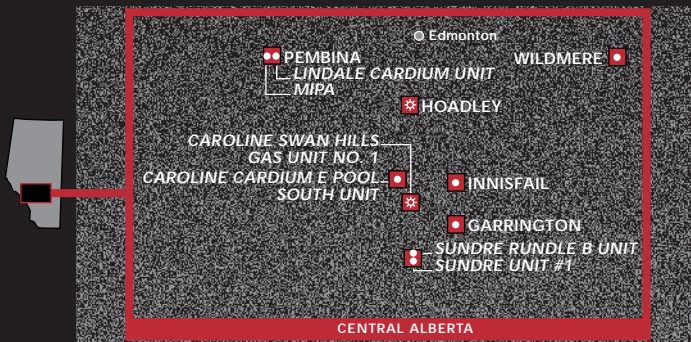 Edmonton
PEMBINA
WILDMERE
LINDALE CARDIUM UNIT
MIPA
HOADLEY
CAROLINE SWAN HILLS
GAS UNIT NO. 1
CAROLINE CARDIUM E POOL
SOUTH UNIT
INNISFAIL
GARRINGTON
SUNDRE RUNDLE B UNIT
SUNDRE UNIT #1
CENTRAL ALBERTA